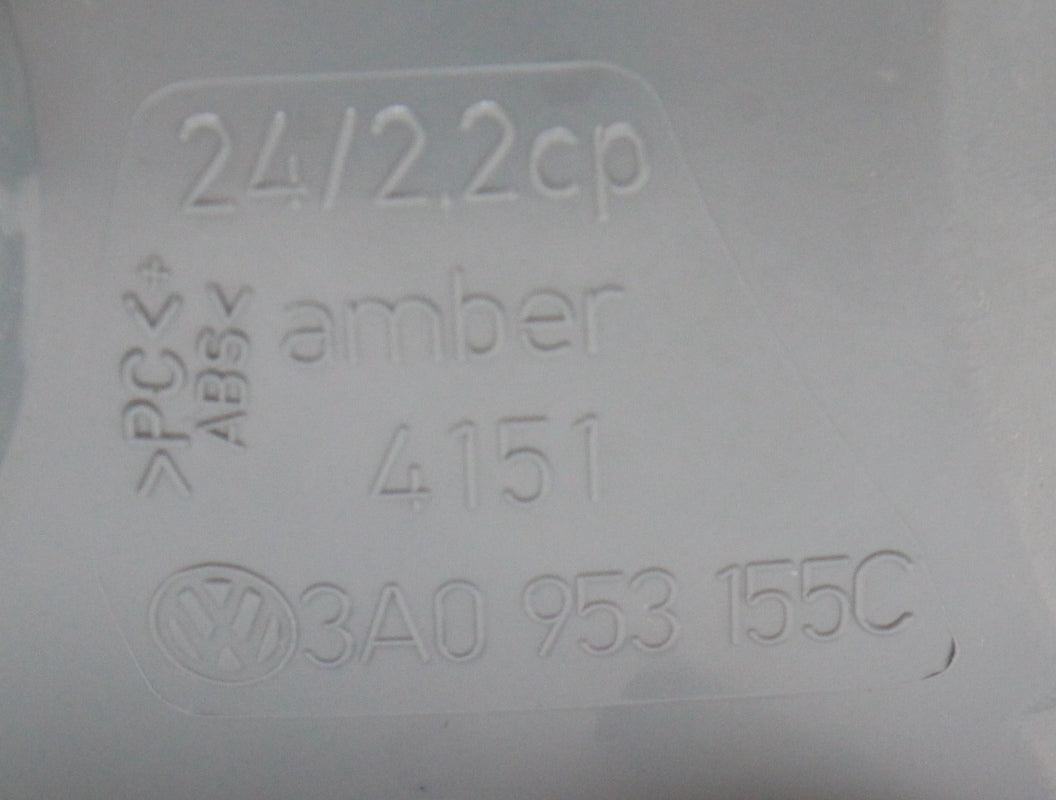 24/2,2cp
>PC<+
ABS<
amber
4151
3A0 953 155C